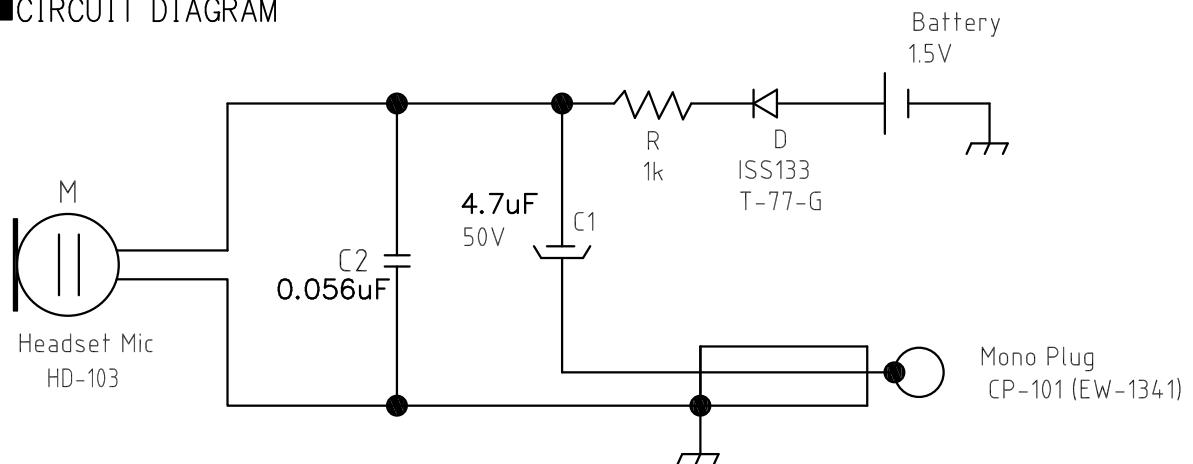 ■CIRCUIT DIAGRAM
Battery
1.5V
R
1k
D
ISS133
T-77-G
M
4.7uF
50V
C1
C2
0.056uF
Headset Mic
HD-103
Mono Plug
CP-101 (EW-1341)